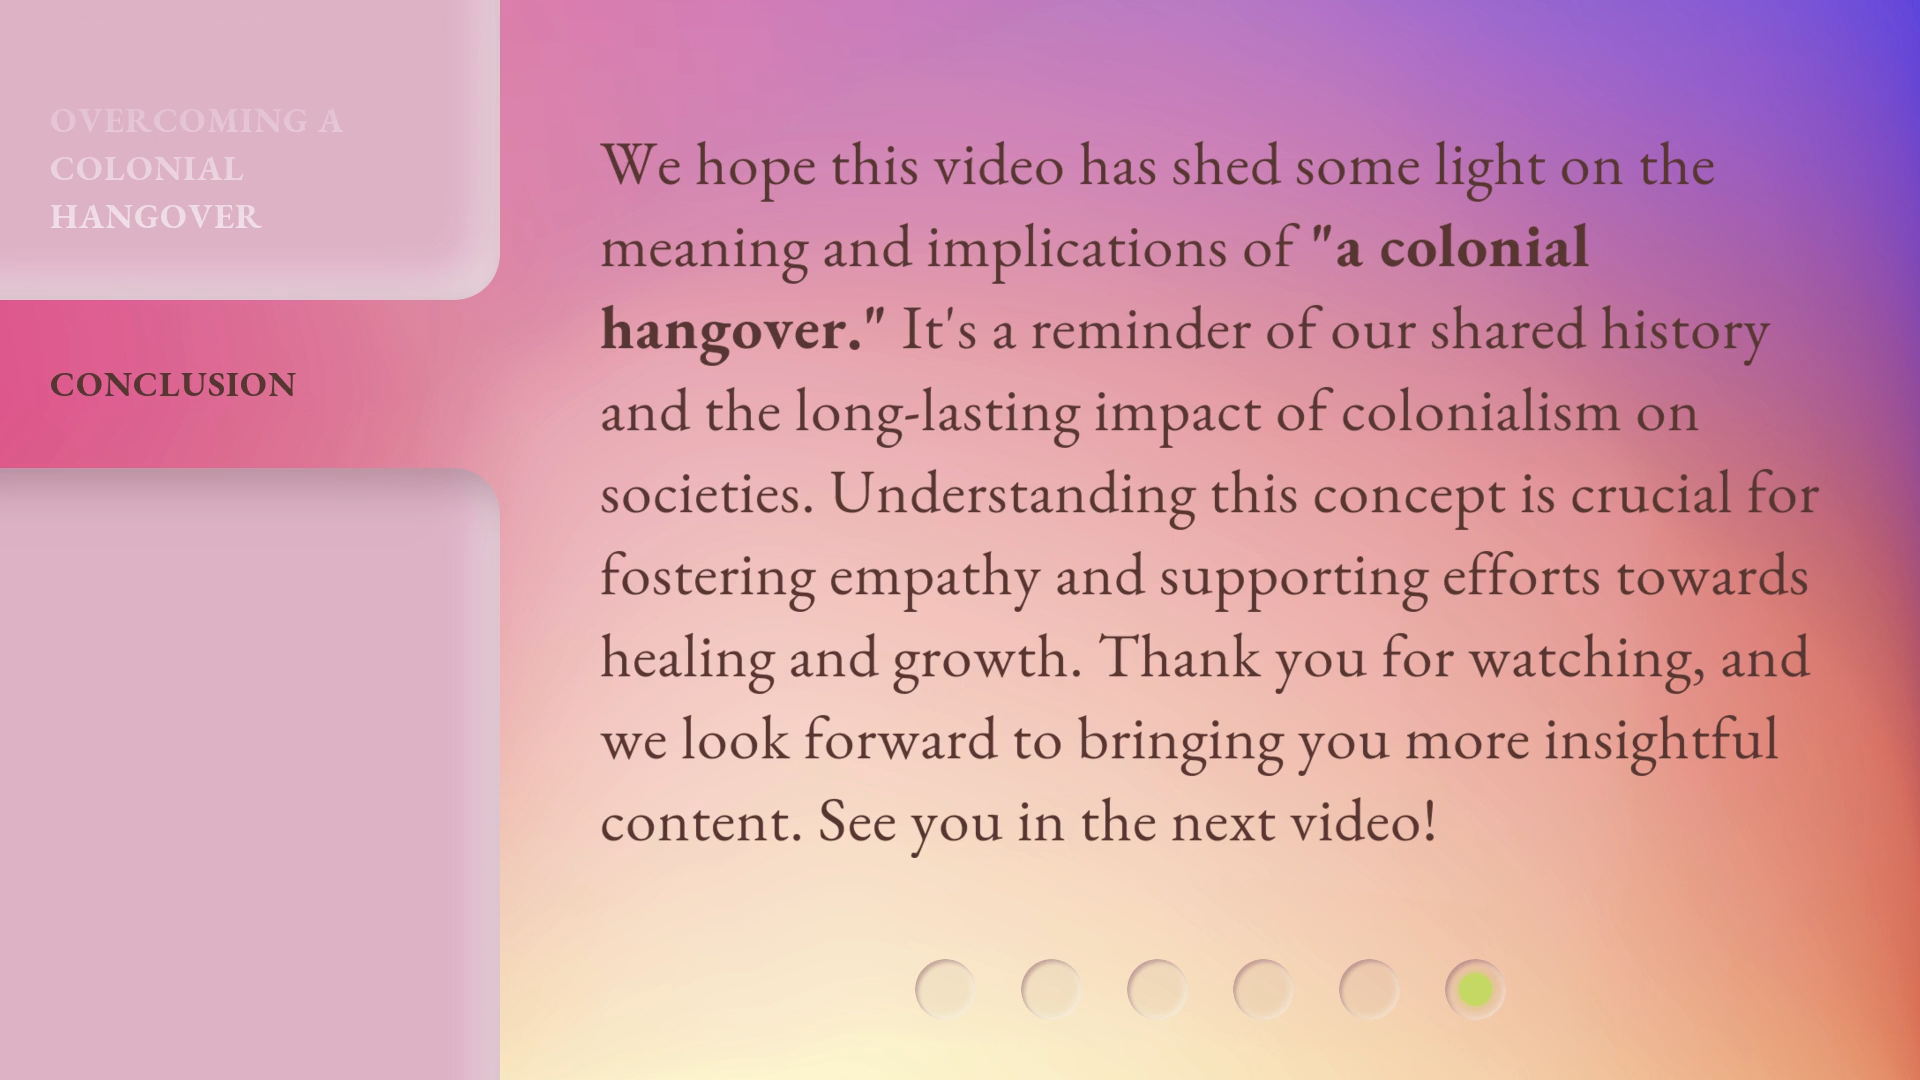 OVERCOMING A
COLONIAL
HANGOVER
CONCLUSION
We hope this video has shed some light on the
meaning and implications of "a colonial
hangover." It's a reminder of our shared history
and the long-lasting impact of colonialism on
societies. Understanding this concept is crucial for
fostering empathy and supporting efforts towards
healing and growth. Thank you for watching, and
we look forward to bringing you more insightful
content. See you in the next video!